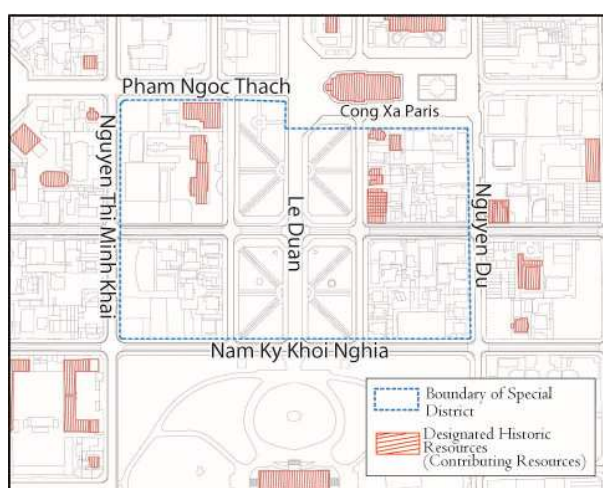 Pham Ngoc Thach
Cong Xa Paris
Nguyen Thi Minh Khai
Le Duan
Nguyen Du
Nam Ky Khoi Nghia
Boundary of Special
District
Designated Historic
Resources
(Contributing Resources)